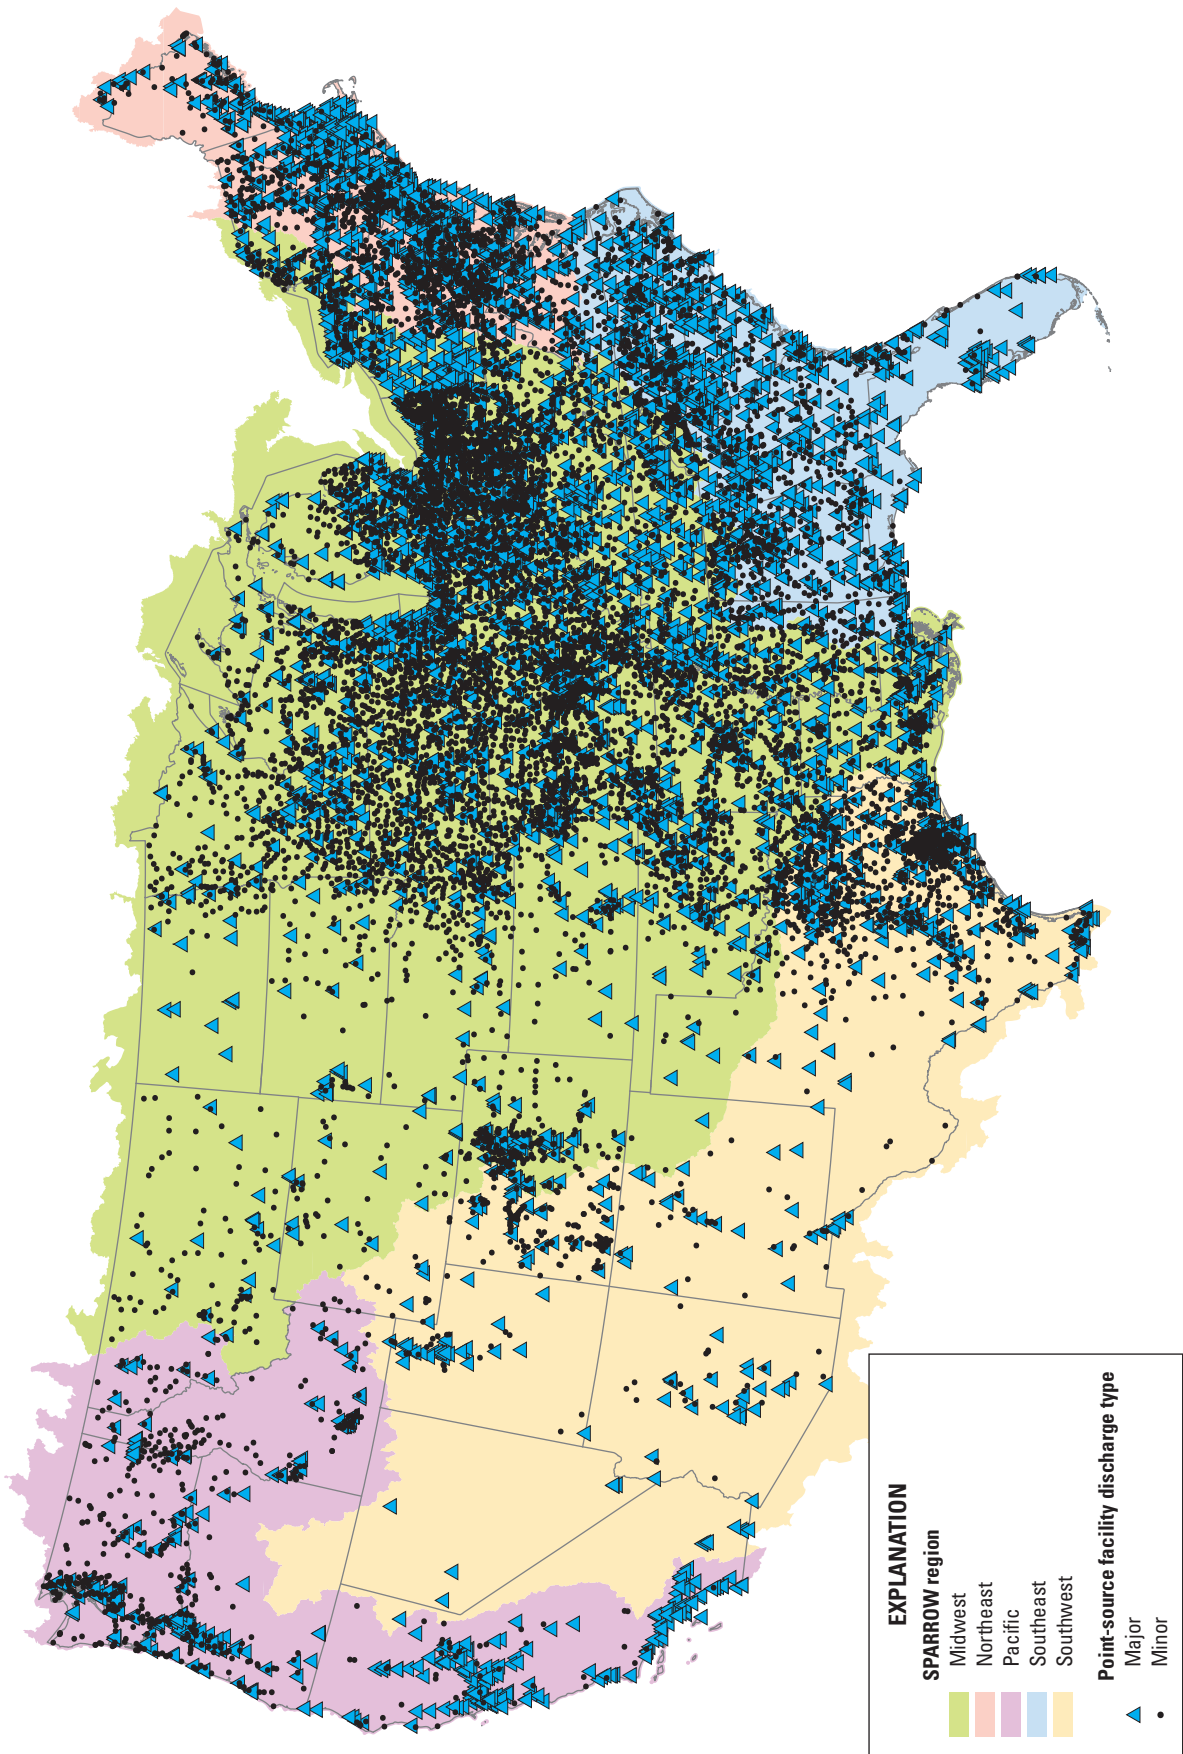 EXPLANATION
SPARROW region
Midwest
Northeast
Pacific
Southeast
Southwest
Point-source facility discharge type
Major
Minor